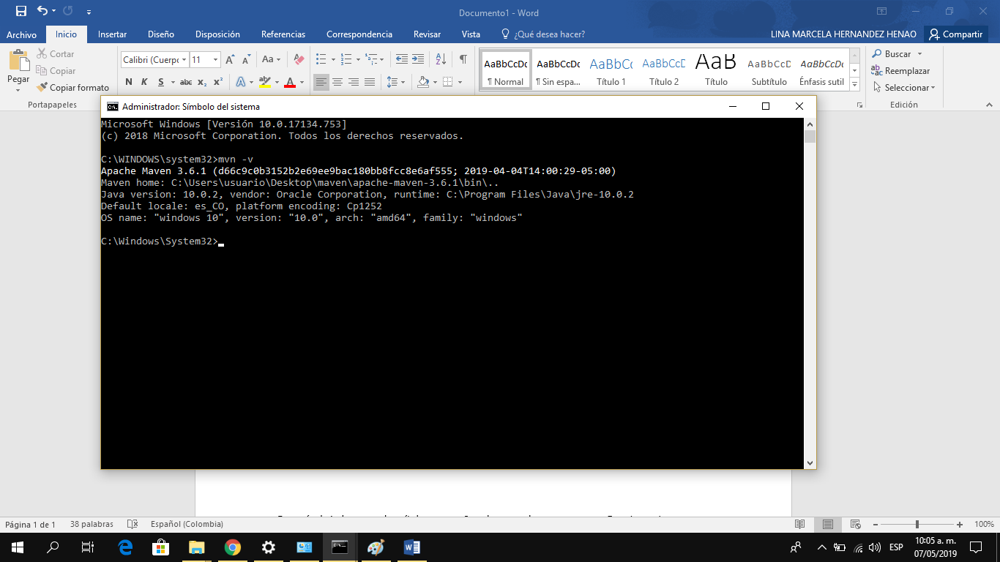 Documento1 - Word
Archivo Inicio Insertar Diseño Disposición Referencias Correspondencia Revisar Vista ¿Qué desea hacer? LINA MARCELA HERNANDEZ HENAO Compartir
Pegar
Cortar
Copiar
Copiar formato
Portapapeles
Calibri (Cuerpo 11 A A Aa
N K S abc x₂ x² A aby A
AaBbCcDc AaBbCcDc AaBbCc AaBbCcD AaB AaBbCcD AaBbCcDc
¶ Normal ¶ Sin espa... Título 1 Título 2 Título Subtítulo Énfasis sutil
Buscar
Reemplazar
Seleccionar
Edición
Administrador: Símbolo del sistema
Microsoft Windows [Versión 10.0.17134.753]
(c) 2018 Microsoft Corporation. Todos los derechos reservados.
C:\WINDOWS\system32>mvn -v
Apache Maven 3.6.1 (d66c9c0b3152b2e69ee9bac180bb8fcc8e6af555; 2019-04-04T14:00:29-05:00)
Maven home: C:\Users\usuario\Desktop\maven\apache-maven-3.6.1\bin\..
Java version: 10.0.2, vendor: Oracle Corporation, runtime: C:\Program Files\Java\jre-10.0.2
Default locale: es_CO, platform encoding: Cp1252
OS name: "windows 10", version: "10.0", arch: "amd64", family: "windows"
C:\Windows\System32>
Página 1 de 1 38 palabras Español (Colombia) 100%
ESP
10:05 a. m.
07/05/2019